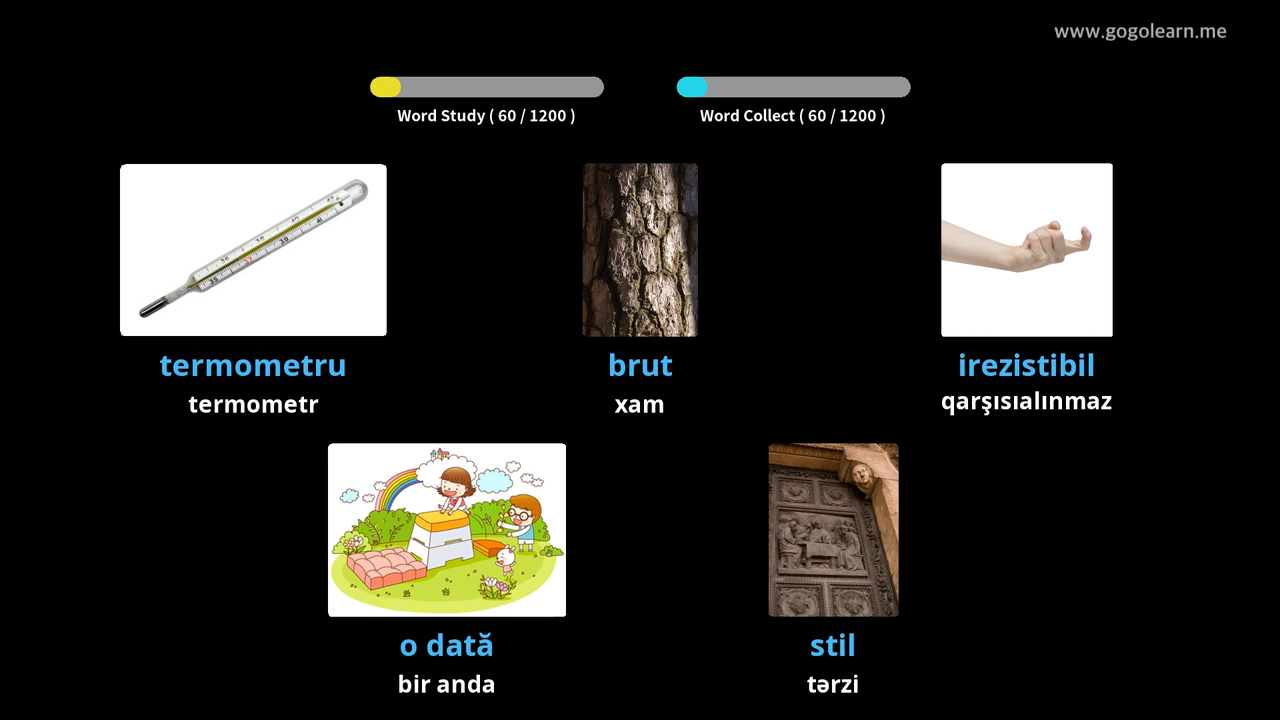 www.gogolearn.me
Word Study ( 60 / 1200 )
Word Collect ( 60 / 1200 )
termometru
termometr
brut
xam
irezistibil
qarşısıalınmaz
o dată
bir anda
stil
tərzi